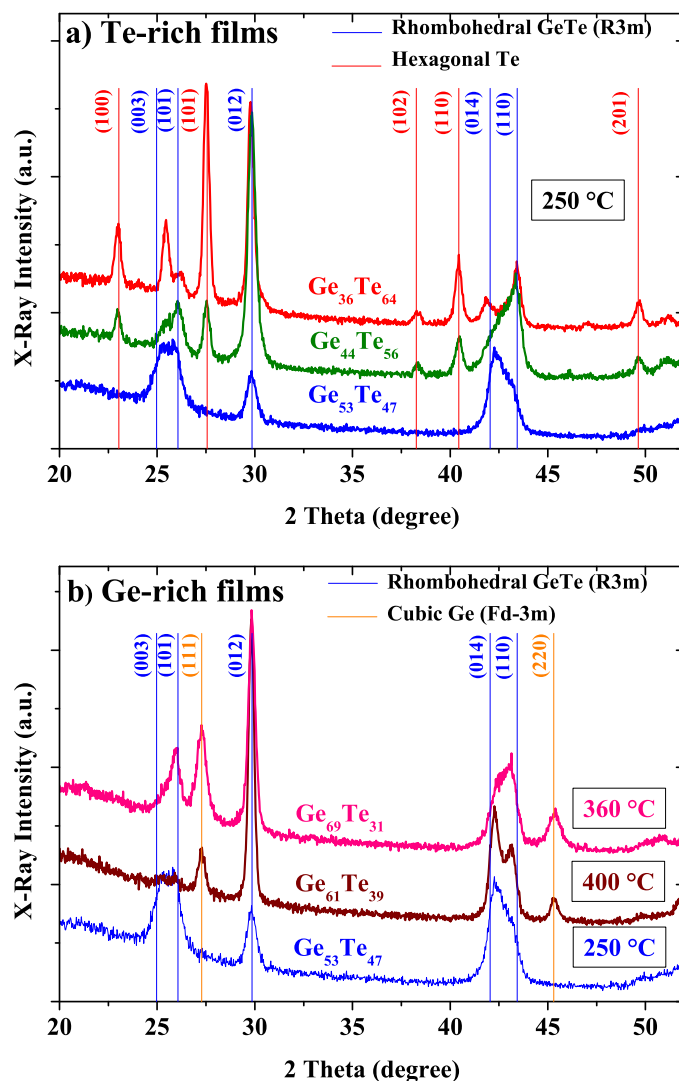 a) Te-rich films
Rhombohedral GeTe (R3m)
Hexagonal Te
(100)
(003)
(101)
(101)
(012)
(102)
(110)
(014)
(110)
(201)
250 °C
Ge36Te64
Ge44Te56
Ge53Te47
X-Ray Intensity (a.u.)
20 25 30 35 40 45 50
2 Theta (degree)
b) Ge-rich films
Rhombohedral GeTe (R3m)
Cubic Ge (Fd-3m)
(003)
(101)
(111)
(012)
(014)
(110)
(220)
360 °C
Ge69Te31
400 °C
Ge61Te39
250 °C
Ge53Te47
X-Ray Intensity (a.u.)
20 25 30 35 40 45 50
2 Theta (degree)